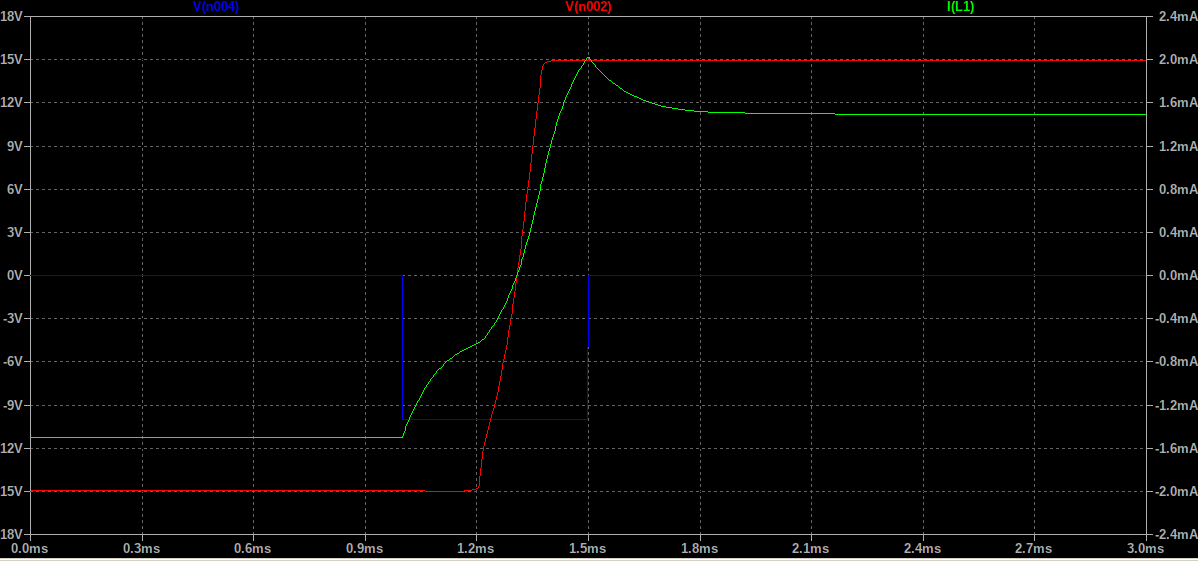 V(n004) V(n002) I(L1)
18V 2.4mA
15V 2.0mA
12V 1.6mA
9V 1.2mA
6V 0.8mA
3V 0.4mA
0V 0.0mA
-3V -0.4mA
-6V -0.8mA
-9V -1.2mA
12V -1.6mA
15V -2.0mA
18V -2.4mA
0.0ms 0.3ms 0.6ms 0.9ms 1.2ms 1.5ms 1.8ms 2.1ms 2.4ms 2.7ms 3.0ms